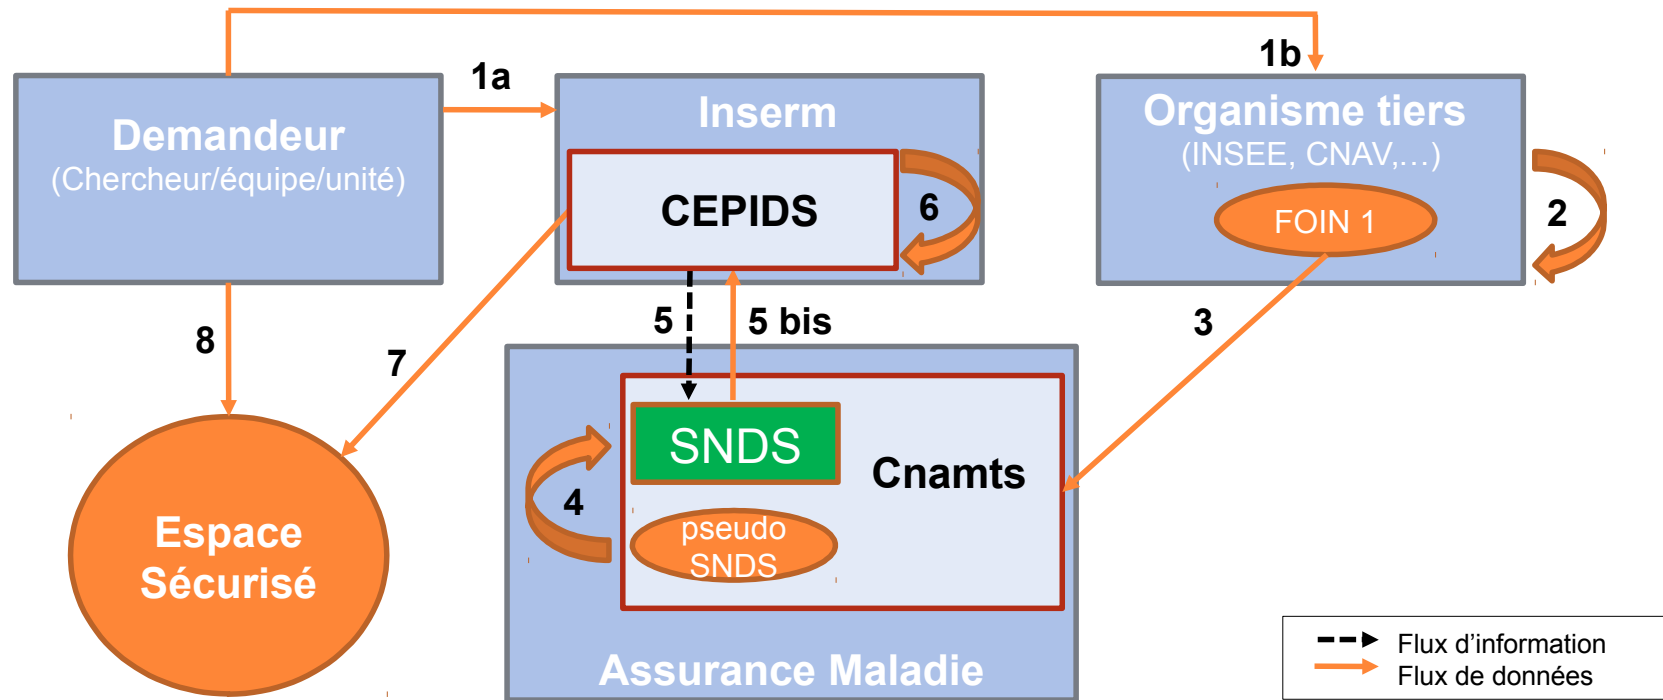 1a
1b
Demandeur
(Chercheur/équipe/unité)
Inserm
CEPIDS
6
Organisme tiers
(INSEE, CNAV,...)
FOIN 1
2
8
7
5
5 bis
3
SNDS
Cnamts
4
pseudo
SNDS
Espace
Sécurisé
Assurance Maladie
Flux d’information
Flux de données